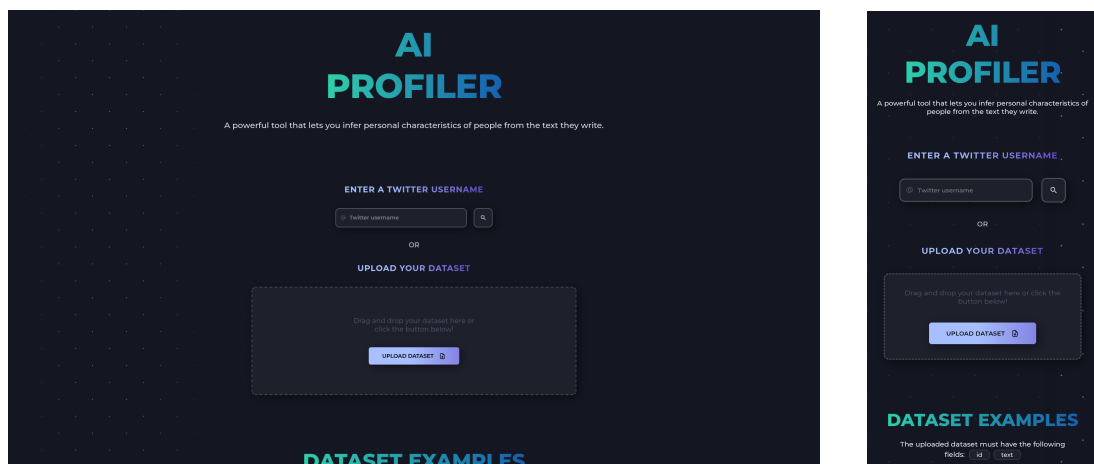 AI
PROFILER
A powerful tool that lets you infer personal characteristics of people from the text they write.
ENTER A TWITTER USERNAME
@ Twitter username
OR
UPLOAD YOUR DATASET
Drag and drop your dataset here or
click the button below!
UPLOAD DATASET
DATASET EXAMPLES
AI
PROFILER
A powerful tool that lets you infer personal characteristics of
people from the text they write.
ENTER A TWITTER USERNAME
@ Twitter username
OR
UPLOAD YOUR DATASET
Drag and drop your dataset here or click the
button below!
UPLOAD DATASET
DATASET EXAMPLES
The uploaded dataset must have the following
fields: id text